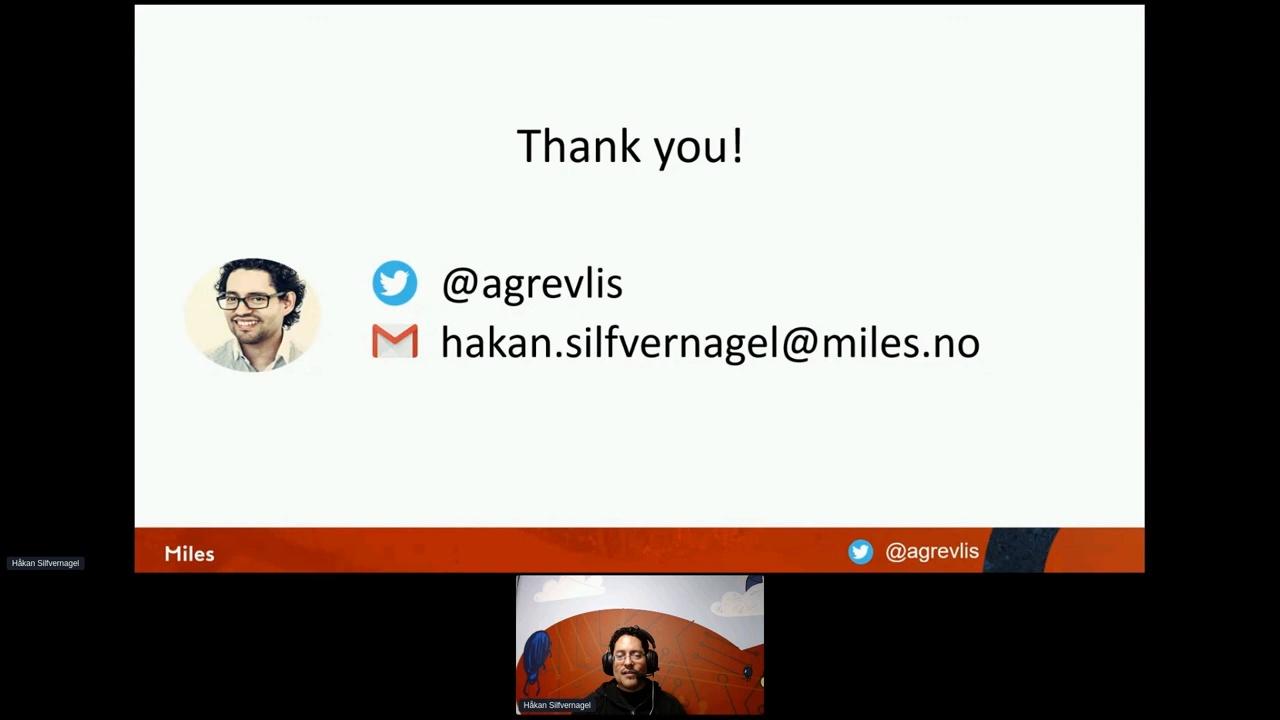 Thank you!
@agrevlis
hakan.silfvernagel@miles.no
Miles
@agrevlis
Håkan Silfvernagel
Håkan Silfvernagel